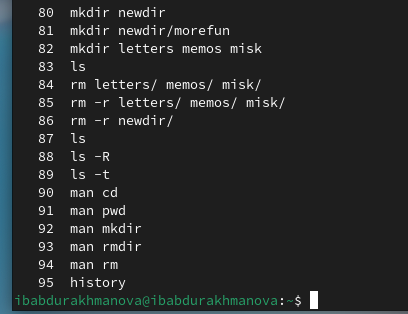 80 mkdir newdir
81 mkdir newdir/morefun
82 mkdir letters memos misk
83 ls
84 rm letters/ memos/ misk/
85 rm -r letters/ memos/ misk/
86 rm -r newdir/
87 ls
88 ls -R
89 ls -t
90 man cd
91 man pwd
92 man mkdir
93 man rmdir
94 man rm
95 history
ibabdurakhmanova@ibabdurakhmanova:~$